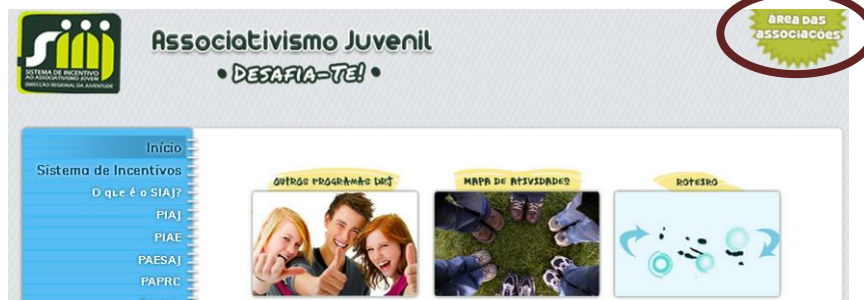 SISTEMA DE INCENTIVO
AO ASSOCIATIVISMO JOVEM
DIRECÇÃO REGIONAL DA JUVENTUDE
Associativismo Juvenil
• DESAFIA-TE! •
ÁREA DAS
ASSOCIAÇÕES
Início
Sistema de Incentivos
O que é o SIAJ?
PIAJ
PIAE
PAESAJ
PAPRC
OUTROS PROGRAMAS DRJ
MAPA DE ATIVIDADES
ROTEIRO